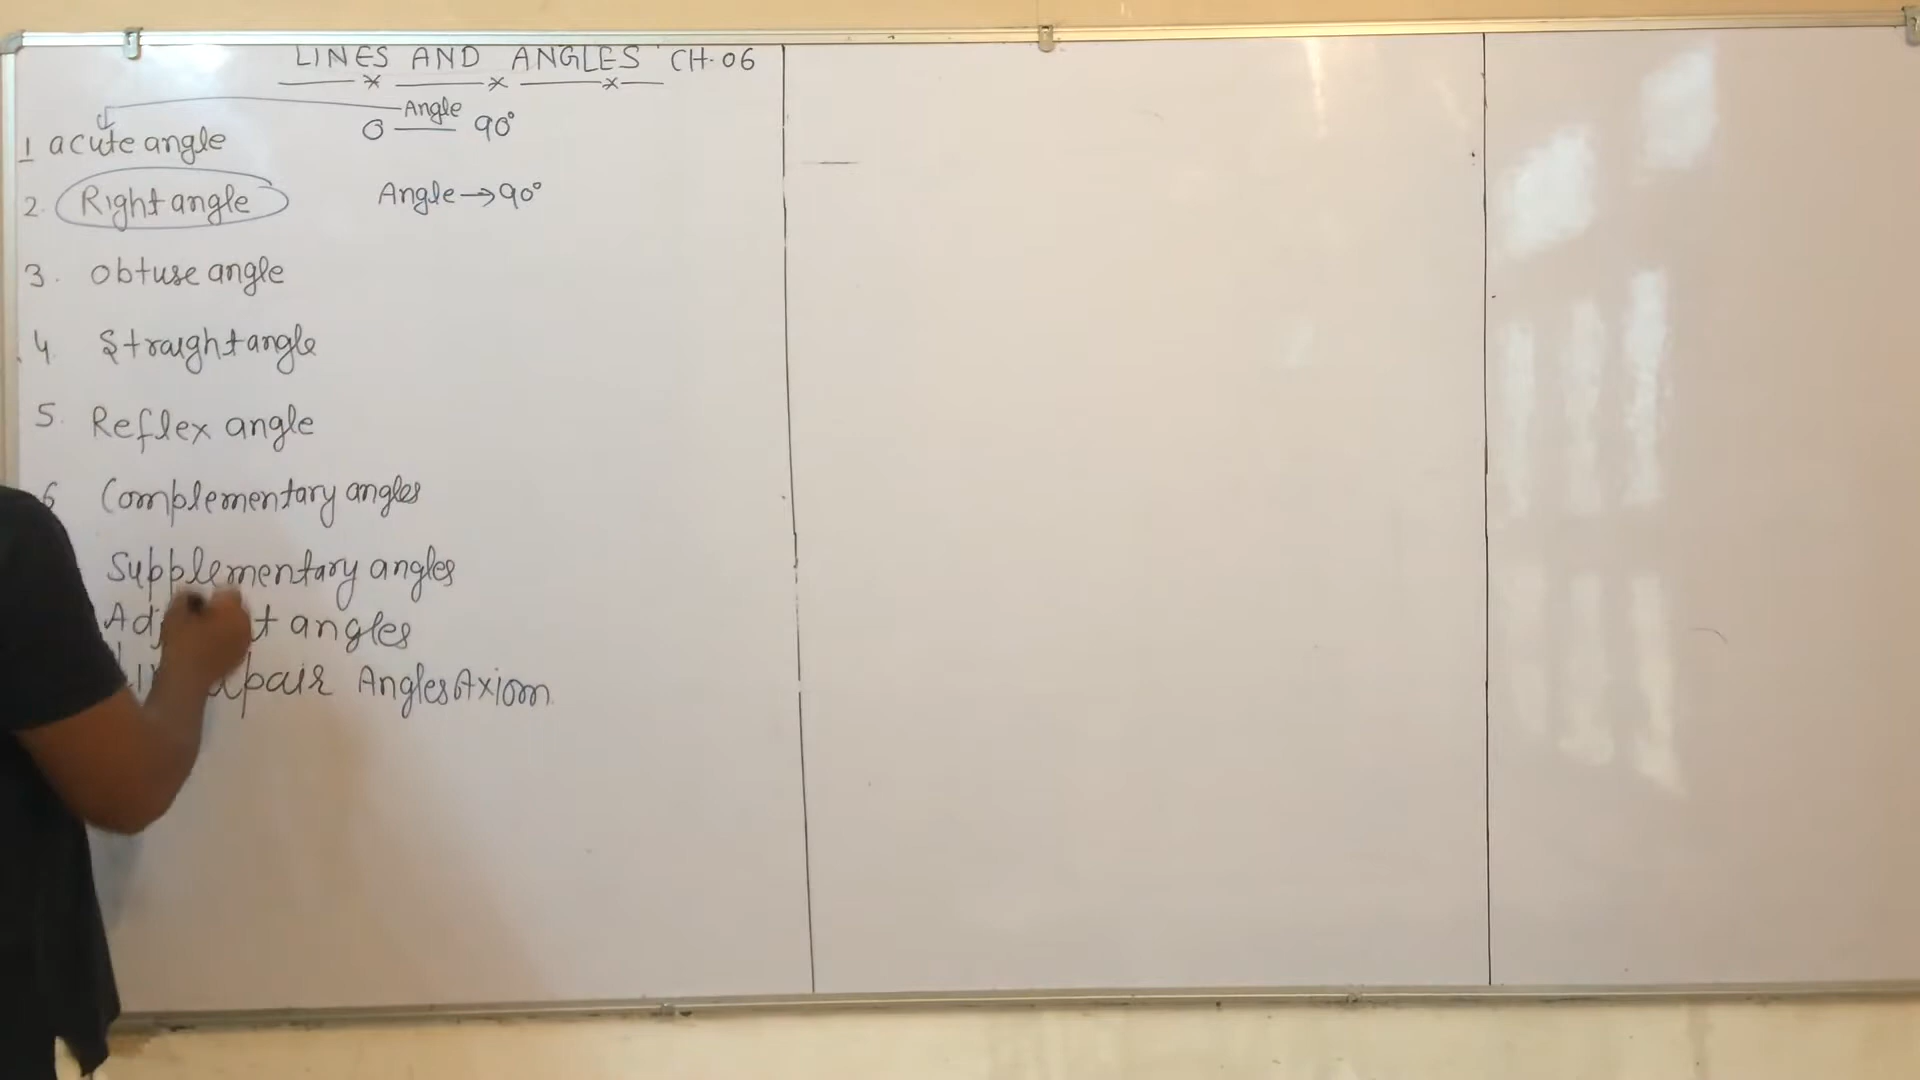 LINES AND ANGLES CH-06
Angle
0 — 90°
1 acute angle
2. Right angle Angle → 90°
3. Obtuse angle
4. Straight angle
5. Reflex angle
6 Complementary angles
Supplementary angles
angles
pair Angles Axiom